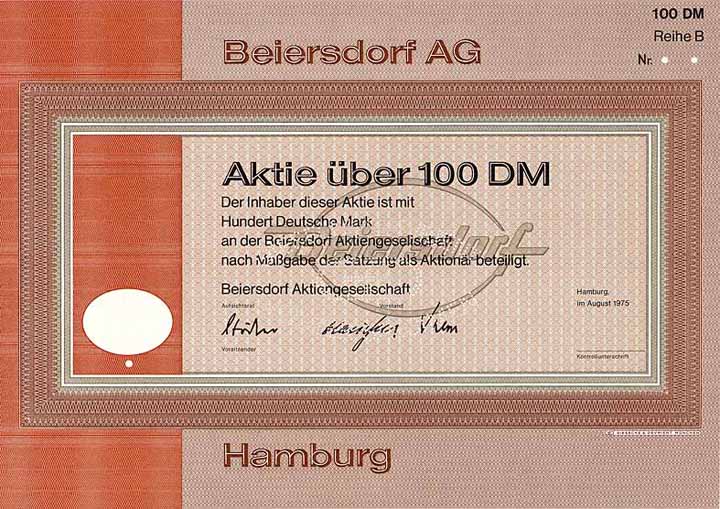 100 DM
Reihe B
Nr.
Beiersdorf AG
Aktie über 100 DM
Der Inhaber dieser Aktie ist mit
Hundert Deutsche Mark
an der Beiersdorf Aktiengesellschaft
nach Maßgabe der Satzung als Aktionär beteiligt.
Beiersdorf
Beiersdorf Aktiengesellschaft
Hamburg,
im August 1975
Aufsichtsrat
Vorstand
Vorsitzender
Kontrollunterschrift
Hamburg